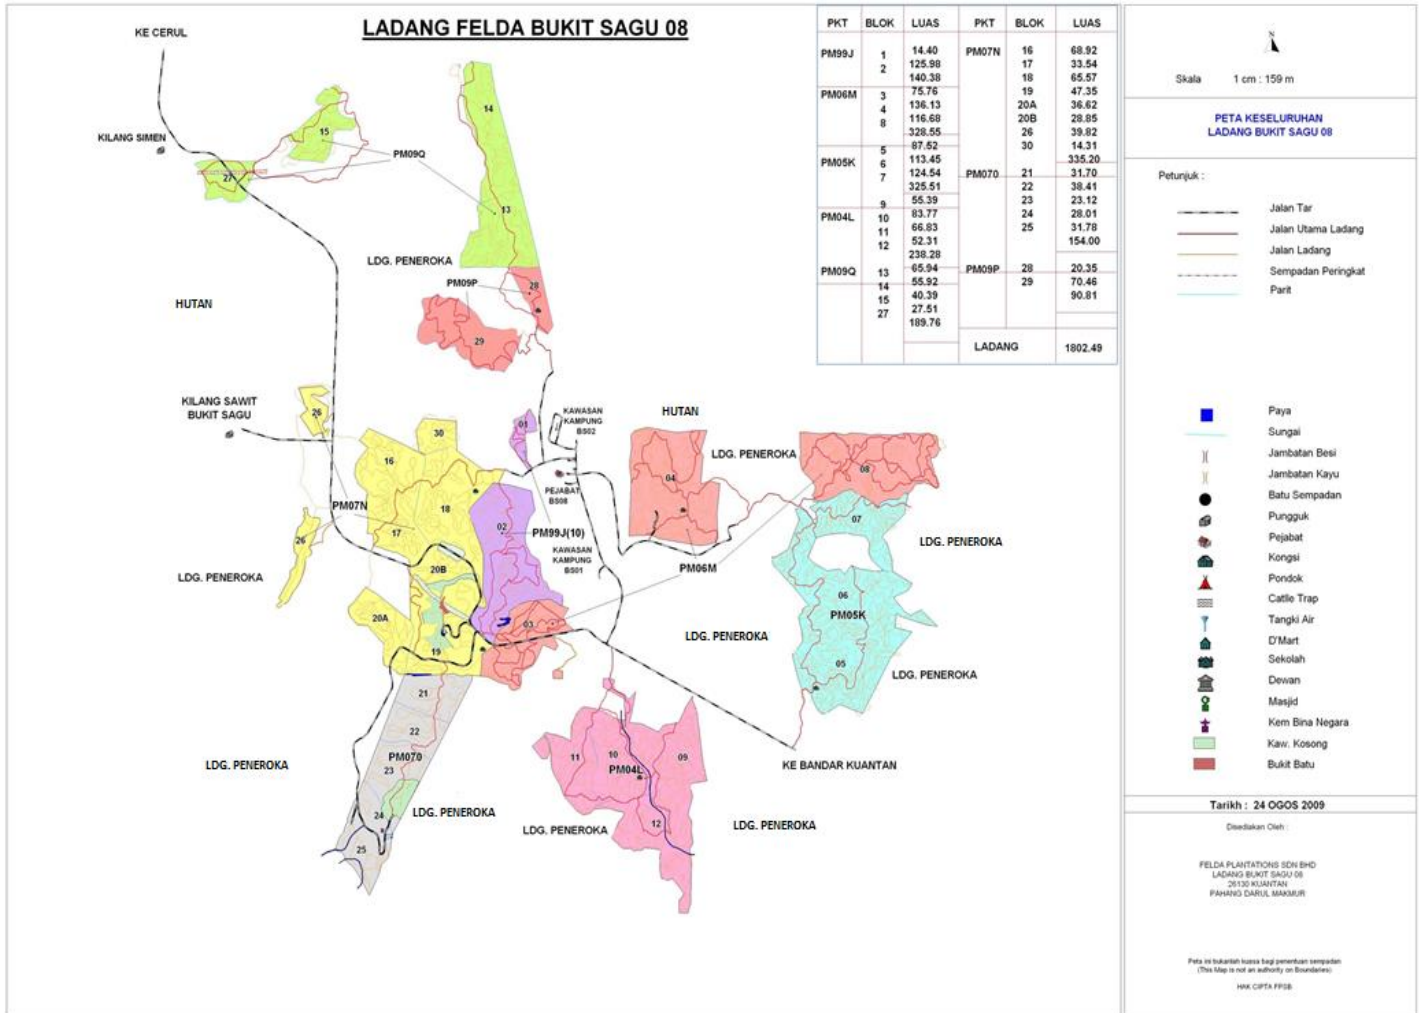 LADANG FELDA BUKIT SAGU 08
KE CERUL
KILANG SIMEN
15
27
PM09Q
14
13
LDG. PENEROKA
PM09P
28
29
HUTAN
KILANG SAWIT
BUKIT SAGU
26
30
16
18
17
PM07N
26
LDG. PENEROKA
20B
20A
19
01
KAWASAN
KAMPUNG
BS02
PEJABAT
BS08
02
PM99J(10)
KAWASAN
KAMPUNG
BS01
03
HUTAN
04
LDG. PENEROKA
08
PM06M
07
LDG. PENEROKA
06
PM05K
05
LDG. PENEROKA
LDG. PENEROKA
21
22
PM070
23
24
25
LDG. PENEROKA
LDG. PENEROKA
11
10
PM04L
09
12
LDG. PENEROKA
LDG. PENEROKA
KE BANDAR KUANTAN
PKT BLOK LUAS PKT BLOK LUAS
PM99J 1 14.40 PM07N 16 68.92
2 125.98 17 33.54
140.38 18 65.57
PM06M 3 75.76 19 47.35
4 136.13 20A 36.62
8 116.68 20B 28.85
328.55 26 39.82
5 87.52 30 14.31
PM05K 6 113.45 335.20
7 124.54 PM070 21 31.70
325.51 22 38.41
9 55.39 23 23.12
PM04L 10 83.77 24 28.01
11 66.83 25 31.78
12 52.31 154.00
238.28
PM09Q 13 65.94 PM09P 28 20.35
14 55.92 29 70.46
15 40.39 90.81
27 27.51
189.76
LADANG 1802.49
N
Skala 1 cm : 159 m
PETA KESELURUHAN
LADANG BUKIT SAGU 08
Petunjuk :
Jalan Tar
Jalan Utama Ladang
Jalan Ladang
Sempadan Peringkat
Parit
Paya
Sungai
Jambatan Besi
Jambatan Kayu
Batu Sempadan
Pungguk
Pejabat
Kongsi
Pondok
Catlle Trap
Tangki Air
D'Mart
Sekolah
Dewan
Masjid
Kem Bina Negara
Kaw. Kosong
Bukit Batu
Tarikh : 24 OGOS 2009
Disediakan Oleh :
FELDA PLANTATIONS SDN BHD
LADANG BUKIT SAGU 08
26130 KUANTAN
PAHANG DARUL MAKMUR
Peta ini bukanlah kuasa bagi penentuan sempadan
(This Map is not an authority on Boundaries)
HAK CIPTA FPSB